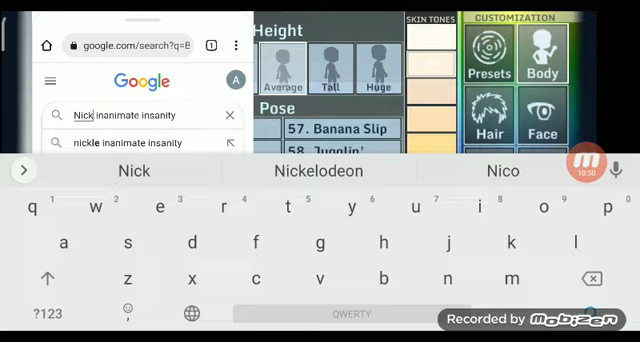 google.com/search?q=B
1
Google
A
Nick inanimate insanity
nickle inanimate insanity
Height
Average
Tall
Huge
Pose
57. Banana Slip
58. Jugglin'
SKIN TONES
CUSTOMIZATION
Presets
Body
Hair
Face
10:50
Nick
Nickelodeon
Nico
q 1 w 2 e 3 r 4 t 5 y 6 u 7 i 8 o 9 p 0
a s d f g h j k l
z x c v b n m
?123
,
QWERTY
Recorded by mobizen